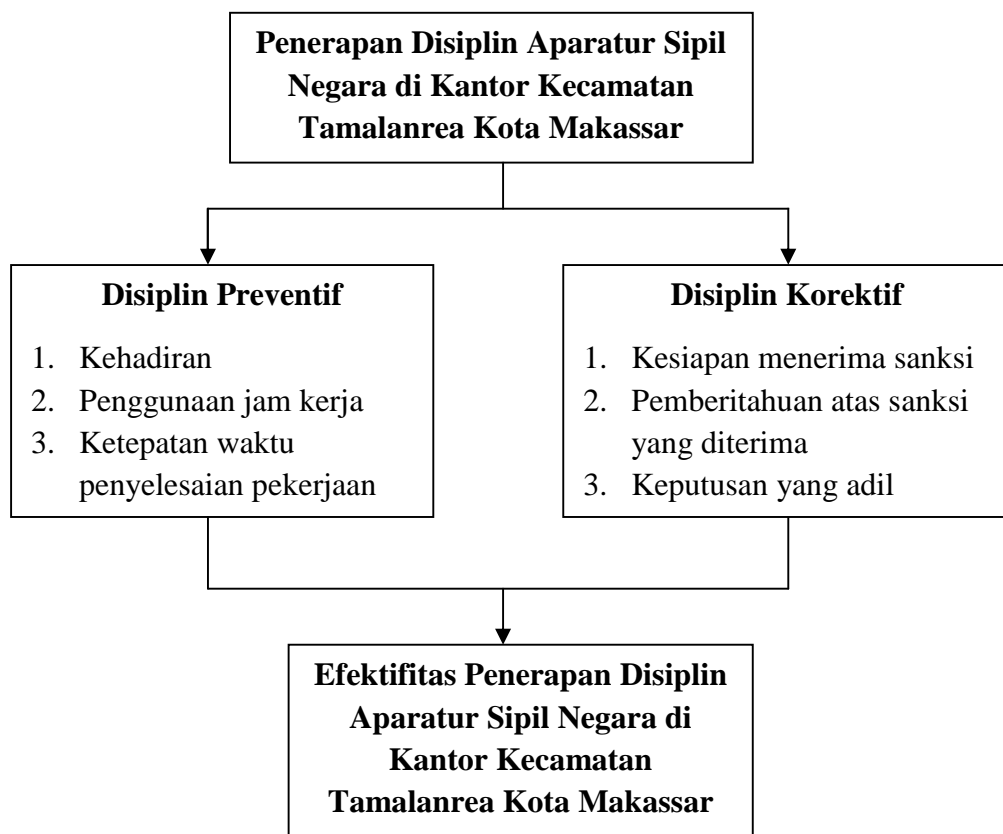 Penerapan Disiplin Aparatur Sipil
Negara di Kantor Kecamatan
Tamalanrea Kota Makassar
Disiplin Preventif
1. Kehadiran
2. Penggunaan jam kerja
3. Ketepatan waktu
penyelesaian pekerjaan
Disiplin Korektif
1. Kesiapan menerima sanksi
2. Pemberitahuan atas sanksi
yang diterima
3. Keputusan yang adil
Efektifitas Penerapan Disiplin
Aparatur Sipil Negara di
Kantor Kecamatan
Tamalanrea Kota Makassar